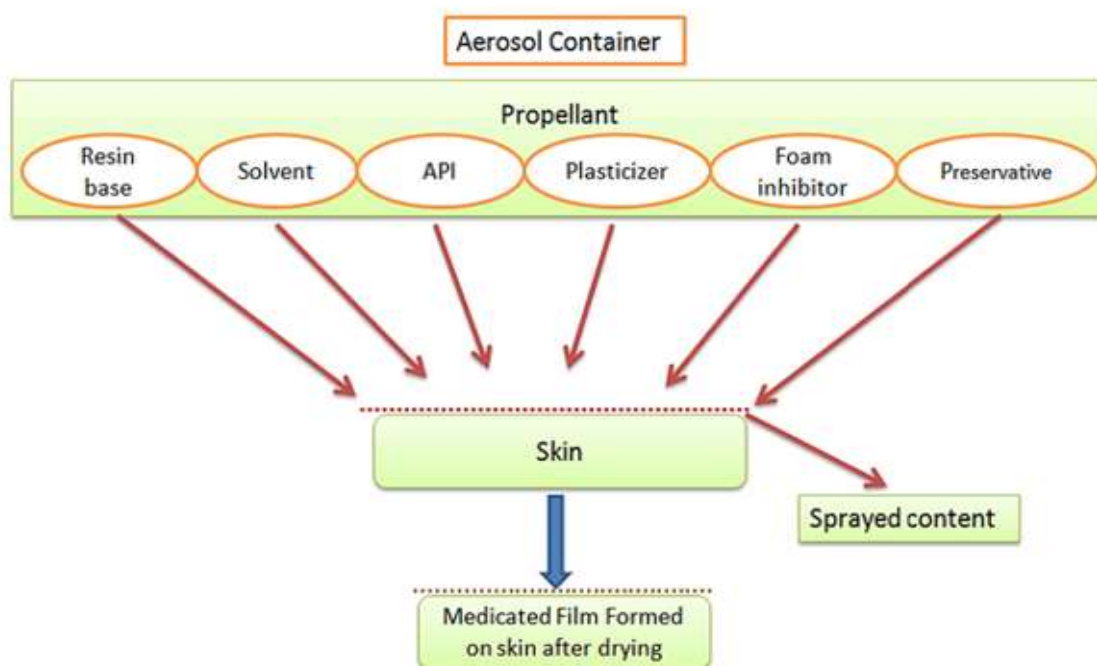 Aerosol Container
Propellant
Resin
base
Solvent
API
Plasticizer
Foam
inhibitor
Preservative
Skin
Sprayed content
Medicated Film Formed
on skin after drying